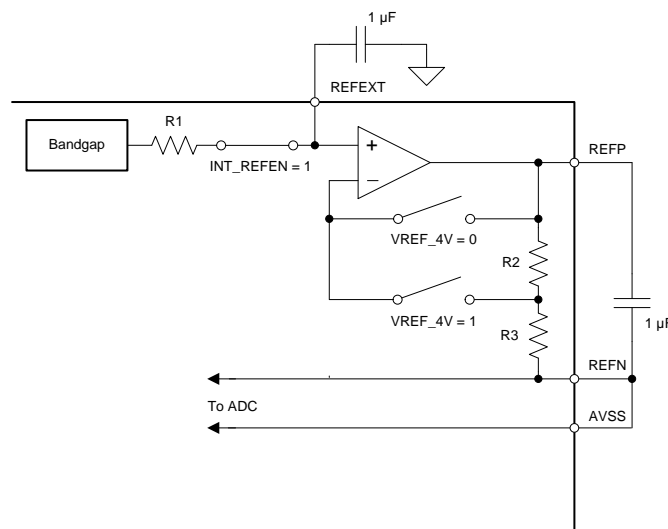 1 µF
REFEXT
R1
Bandgap
INT_REFEN = 1
+
−
REFP
VREF_4V = 0
R2
VREF_4V = 1
R3
1 µF
REFN
To ADC
AVSS